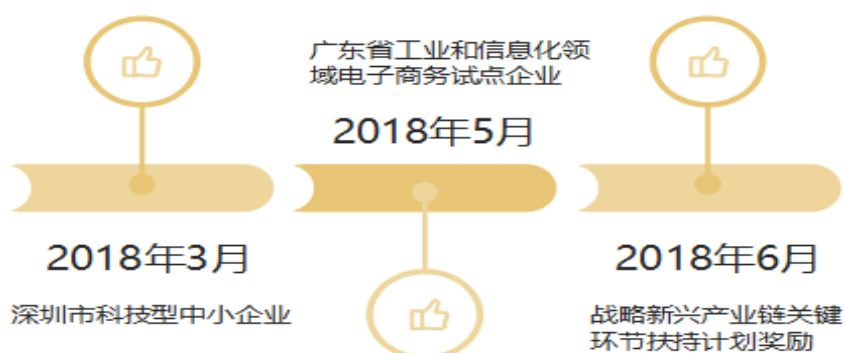 2018年3月
深圳市科技型中小企业
广东省工业和信息化领
域电子商务试点企业
2018年5月
2018年6月
战略新兴产业链关键
环节扶持计划奖励